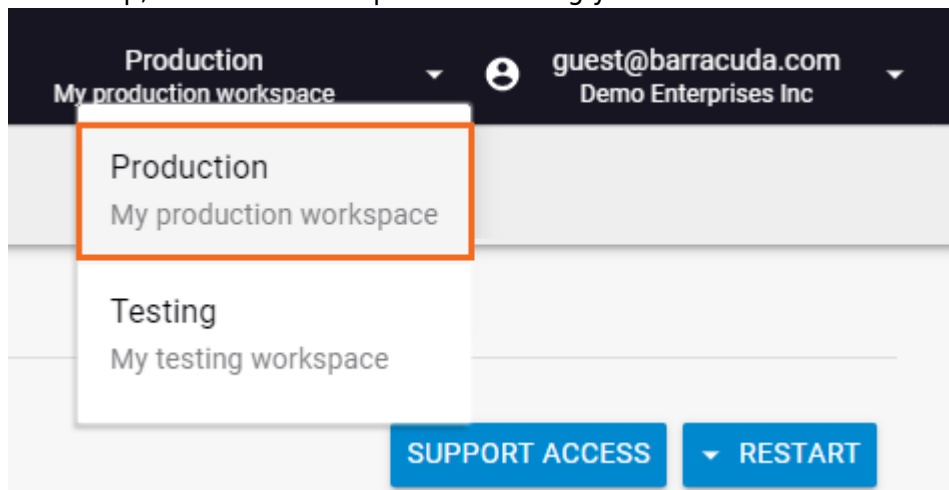 Production
My production workspace
guest@barracuda.com
Demo Enterprises Inc
Production
My production workspace
Testing
My testing workspace
SUPPORT ACCESS
RESTART